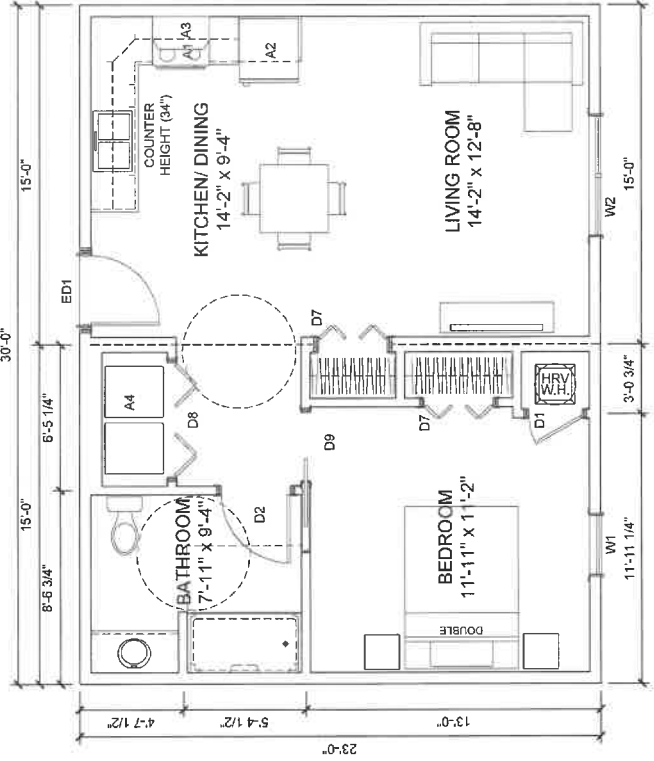 30'-0"
15'-0"
15'-0"
8'-6 3/4"
6'-5 1/4"
ED1
A3
A1
A2
COUNTER
HEIGHT (34")
KITCHEN/ DINING
14'-2" x 9'-4"
LIVING ROOM
14'-2" x 12'-8"
A4
D8
D7
D7
D9
D2
D1
HRV
W.H.
BATHROOM
7'-11" x 9'-4"
BEDROOM
11'-11" x 11'-2"
DOUBLE
W1
W2
11'-11 1/4"
3'-0 3/4"
15'-0"
4'-7 1/2"
5'-4 1/2"
13'-0"
23'-0"